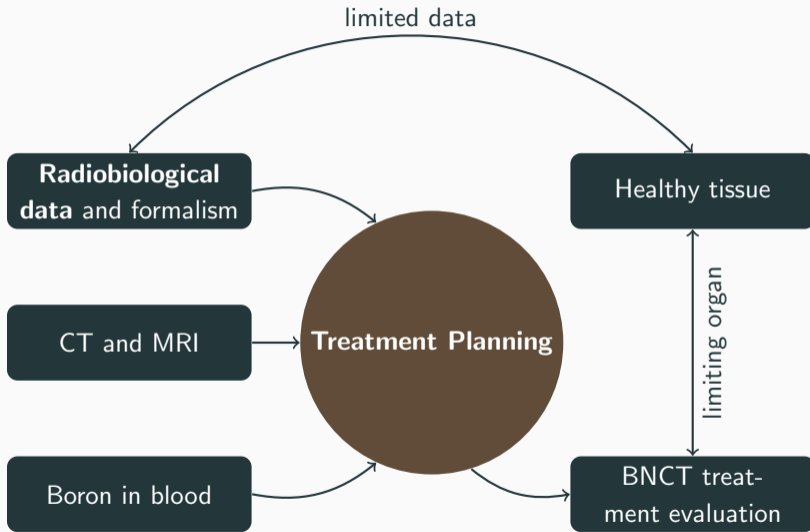 limited data
Radiobiological
data and formalism
Healthy tissue
CT and MRI
Treatment Planning
limiting organ
Boron in blood
BNCT treat-
ment evaluation